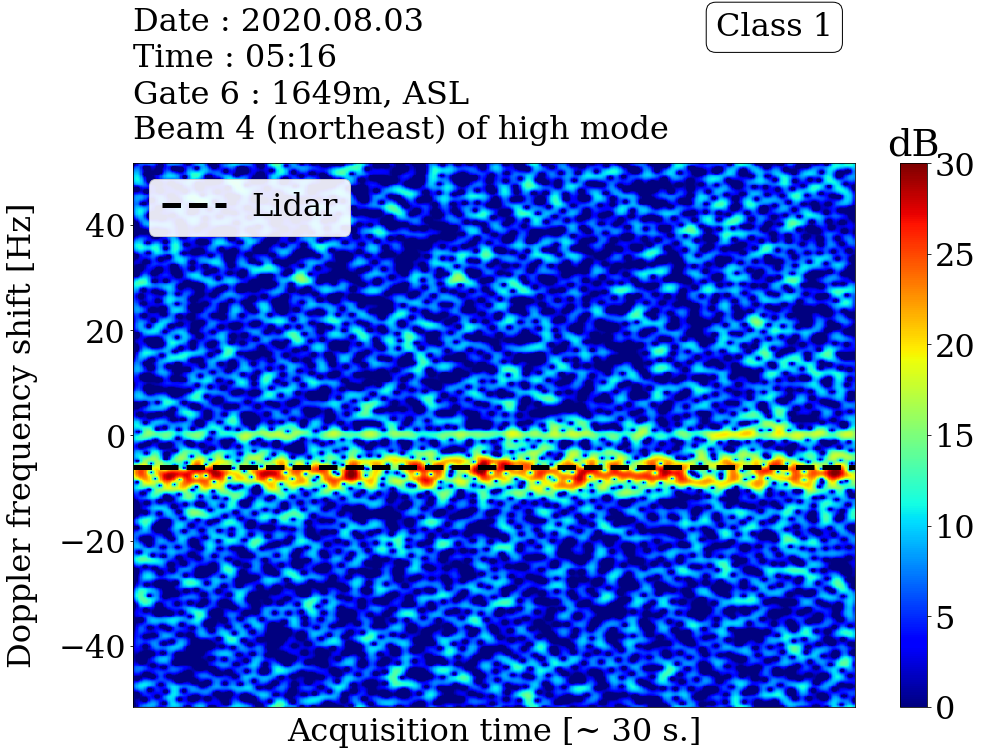 Date : 2020.08.03
Time : 05:16
Gate 6 : 1649m, ASL
Beam 4 (northeast) of high mode
Class 1
dB
Lidar
Doppler frequency shift [Hz]
40
20
0
−20
−40
30
25
20
15
10
5
0
Acquisition time [~ 30 s.]